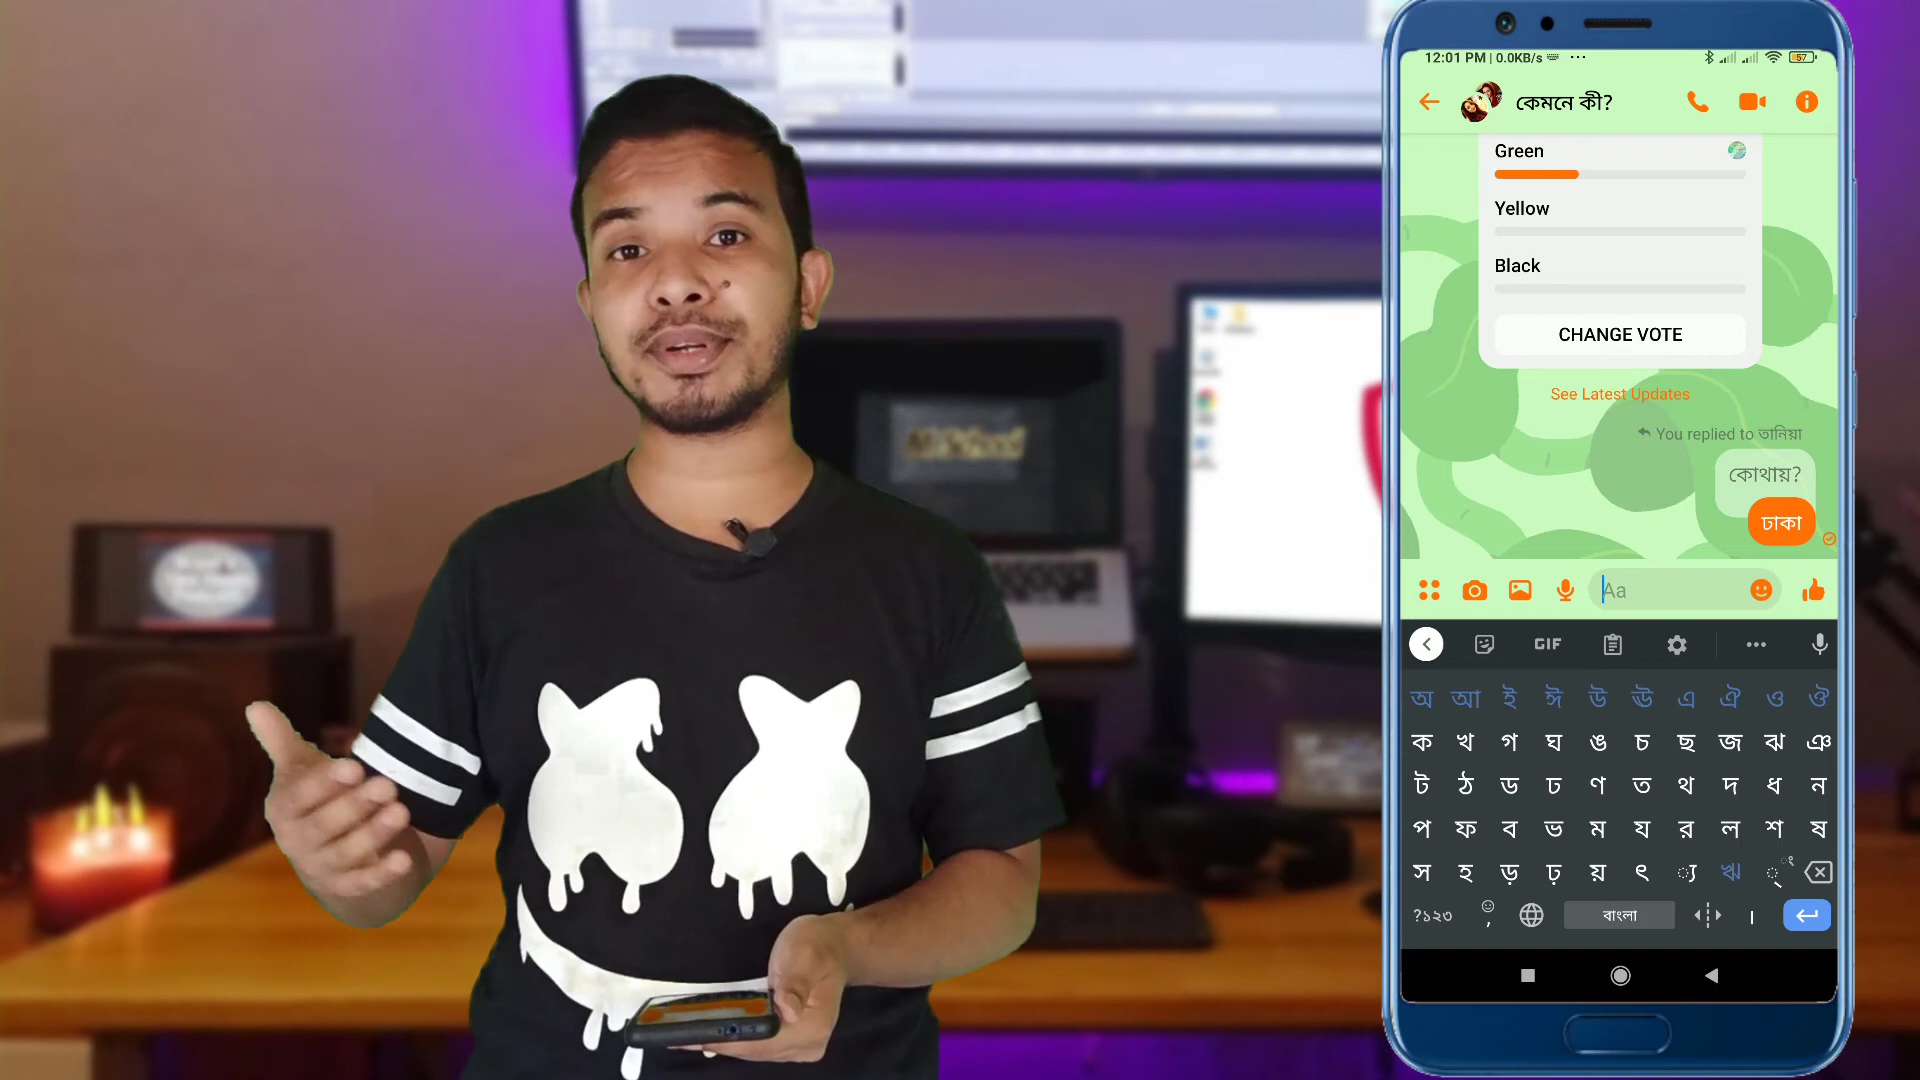 12:01 PM | 0.0KB/s ···
57
কেমনে কী?
Green
Yellow
Black
CHANGE VOTE
See Latest Updates
You replied to তানিয়া
কোথায়?
ঢাকা
Aa
GIF
অ আ ই ঈ উ ঊ এ ঐ ও ঔ
ক খ গ ঘ ঙ চ ছ জ ঝ ঞ
ট ঠ ড ঢ ণ ত থ দ ধ ন
প ফ ব ভ ম য র ল শ ষ
স হ ড় ঢ় য় ৎ ্য ঋ ্
?১২৩ , বাংলা ।